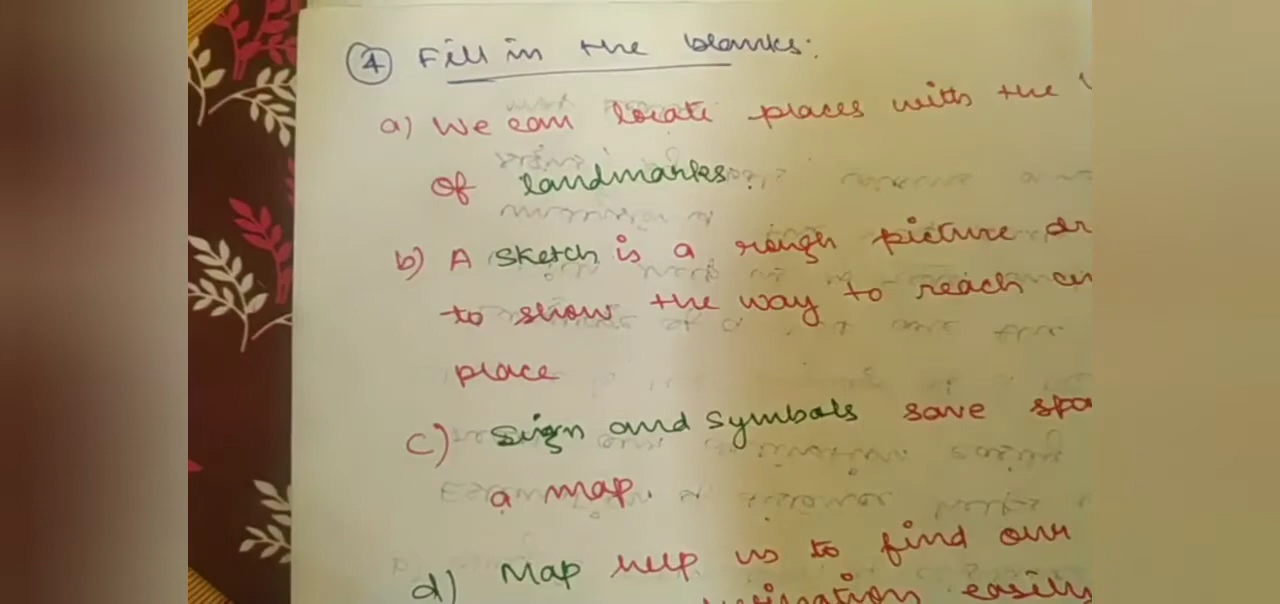 4 Fill in the blanks:
a) We can locate places with the
of landmarks.
b) A sketch is a rough picture
to show the way to reach
place
c) Sign and symbols save
a map.
d) Map help us to find our
easily